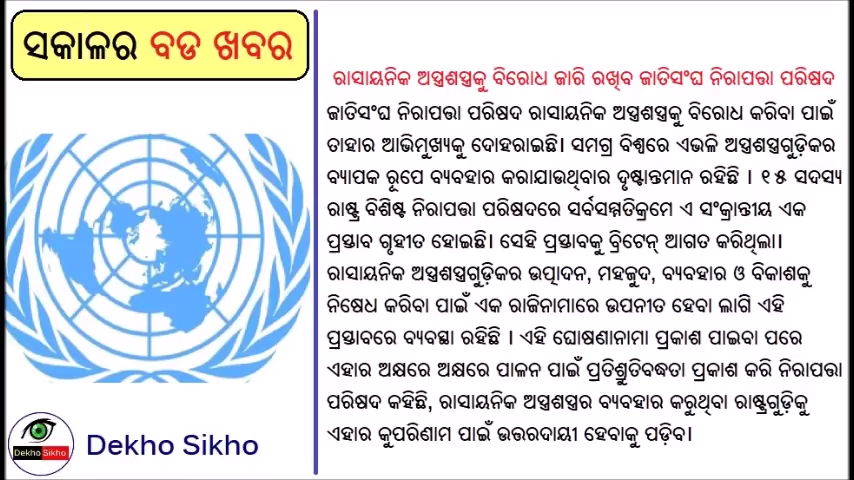 ସକାଳର ବଡ ଖବର
ରାସାୟନିକ ଅସ୍ତ୍ରଶସ୍ତ୍ରକୁ ବିରୋଧ କାରି ରଖିବ ଜାତିସଂଘ ନିରାପତ୍ତା ପରିଷଦ
ଜାତିସଂଘ ନିରାପତ୍ତା ପରିଷଦ ରାସାୟନିକ ଅସ୍ତ୍ରଶସ୍ତ୍ରକୁ ବିରୋଧ କରିବା ପାଇଁ
ତାହାର ଆଭିମୁଖ୍ୟକୁ ଦୋହରାଇଛି। ସମଗ୍ର ବିଶ୍ୱରେ ଏଭଳି ଅସ୍ତ୍ରଶସ୍ତ୍ରଗୁଡ଼ିକର
ବ୍ୟାପକ ରୂପେ ବ୍ୟବହାର କରାଯାଉଥିବାର ଦୃଷ୍ଟାନ୍ତମାନ ରହିଛି । ୧୫ ସଦସ୍ୟ
ରାଷ୍ଟ୍ର ବିଶିଷ୍ଟ ନିରାପତ୍ତା ପରିଷଦରେ ସର୍ବସମ୍ମତିକ୍ରମେ ଏ ସଂକ୍ରାନ୍ତୀୟ ଏକ
ପ୍ରସ୍ତାବ ଗୃହୀତ ହୋଇଛି। ସେହି ପ୍ରସ୍ତାବକୁ ବ୍ରିଟେନ୍ ଆଗତ କରିଥିଲା।
ରାସାୟନିକ ଅସ୍ତ୍ରଶସ୍ତ୍ରଗୁଡ଼ିକର ଉତ୍ପାଦନ, ମହଜୁଦ, ବ୍ୟବହାର ଓ ବିକାଶକୁ
ନିଷେଧ କରିବା ପାଇଁ ଏକ ରାଜିନାମାରେ ଉପନୀତ ହେବା ଲାଗି ଏହି
ପ୍ରସ୍ତାବରେ ବ୍ୟବସ୍ଥା ରହିଛି । ଏହି ଘୋଷଣାନାମା ପ୍ରକାଶ ପାଇବା ପରେ
ଏହାର ଅକ୍ଷରେ ଅକ୍ଷରେ ପାଳନ ପାଇଁ ପ୍ରତିଶ୍ରୁତିବଦ୍ଧତା ପ୍ରକାଶ କରି ନିରାପତ୍ତା
ପରିଷଦ କହିଛି, ରାସାୟନିକ ଅସ୍ତ୍ରଶସ୍ତ୍ରର ବ୍ୟବହାର କରୁଥିବା ରାଷ୍ଟ୍ରଗୁଡ଼ିକୁ
ଏହାର କୁପରିଣାମ ପାଇଁ ଉତ୍ତରଦାୟୀ ହେବାକୁ ପଡ଼ିବ।
Dekho Sikho
Dekho Sikho